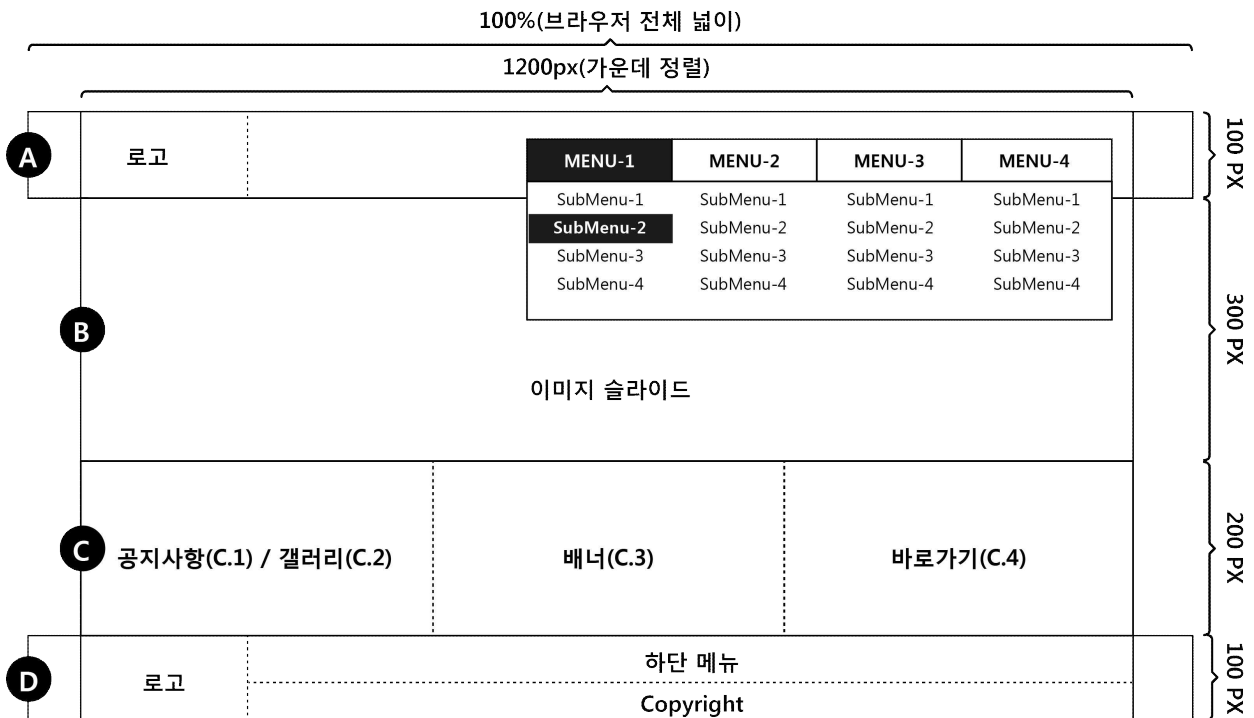 100%(브라우저 전체 넓이)
1200px(가운데 정렬)
A
로고
MENU-1 MENU-2 MENU-3 MENU-4
SubMenu-1 SubMenu-1 SubMenu-1 SubMenu-1
SubMenu-2 SubMenu-2 SubMenu-2 SubMenu-2
SubMenu-3 SubMenu-3 SubMenu-3 SubMenu-3
SubMenu-4 SubMenu-4 SubMenu-4 SubMenu-4
100 PX
B
이미지 슬라이드
300 PX
C
공지사항(C.1) / 갤러리(C.2)
배너(C.3)
바로가기(C.4)
200 PX
D
로고
하단 메뉴
Copyright
100 PX